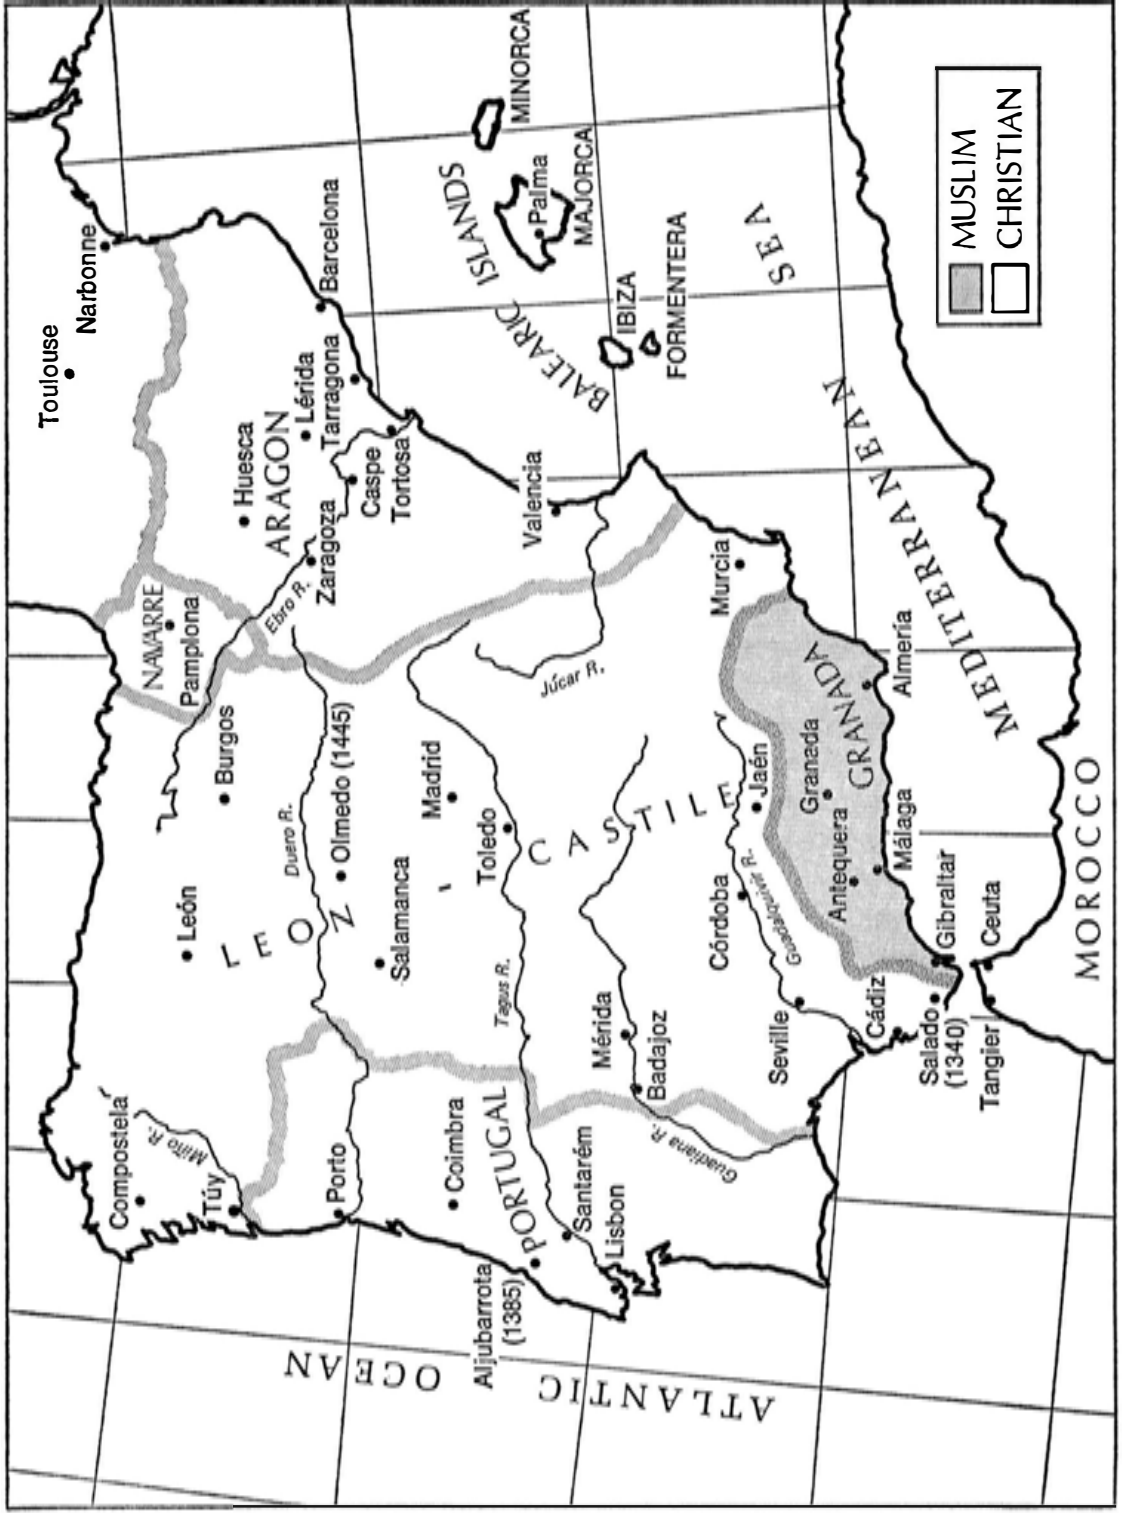 Toulouse
Narbonne
NAVARRE
Pamplona
Huesca
ARAGON
Lérida
Zaragoza
Caspe
Tarragona
Tortosa
Barcelona
Ebro R.
Compostela
Miño R.
Túy
León
Burgos
LEON
Duero R.
Olmedo (1445)
Porto
Salamanca
Madrid
Coimbra
PORTUGAL
Aljubarrota
(1385)
Santarém
Lisbon
Tagus R.
Toledo
CASTILE
Júcar R.
Valencia
Mérida
Badajoz
Guadiana R.
Murcia
Córdoba
Guadalquivir R.
Jaén
Seville
Cádiz
Salado
(1340)
Granada
GRANADA
Antequera
Málaga
Almería
Gibraltar
Ceuta
Tangier
MOROCCO
BALEARIC ISLANDS
MINORCA
Palma
MAJORCA
IBIZA
FORMENTERA
MEDITERRANEAN SEA
ATLANTIC
OCEAN
MUSLIM
CHRISTIAN